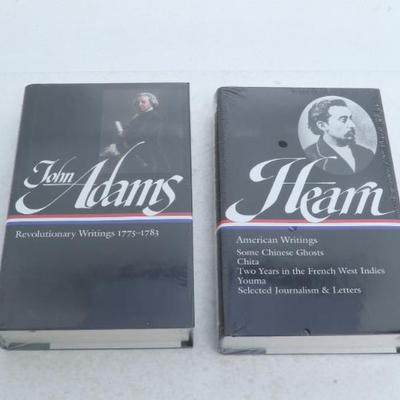 John Adams
Revolutionary Writings 1775–1783
Hearn
American Writings
Some Chinese Ghosts
Chita
Two Years in the French West Indies
Youma
Selected Journalism & Letters